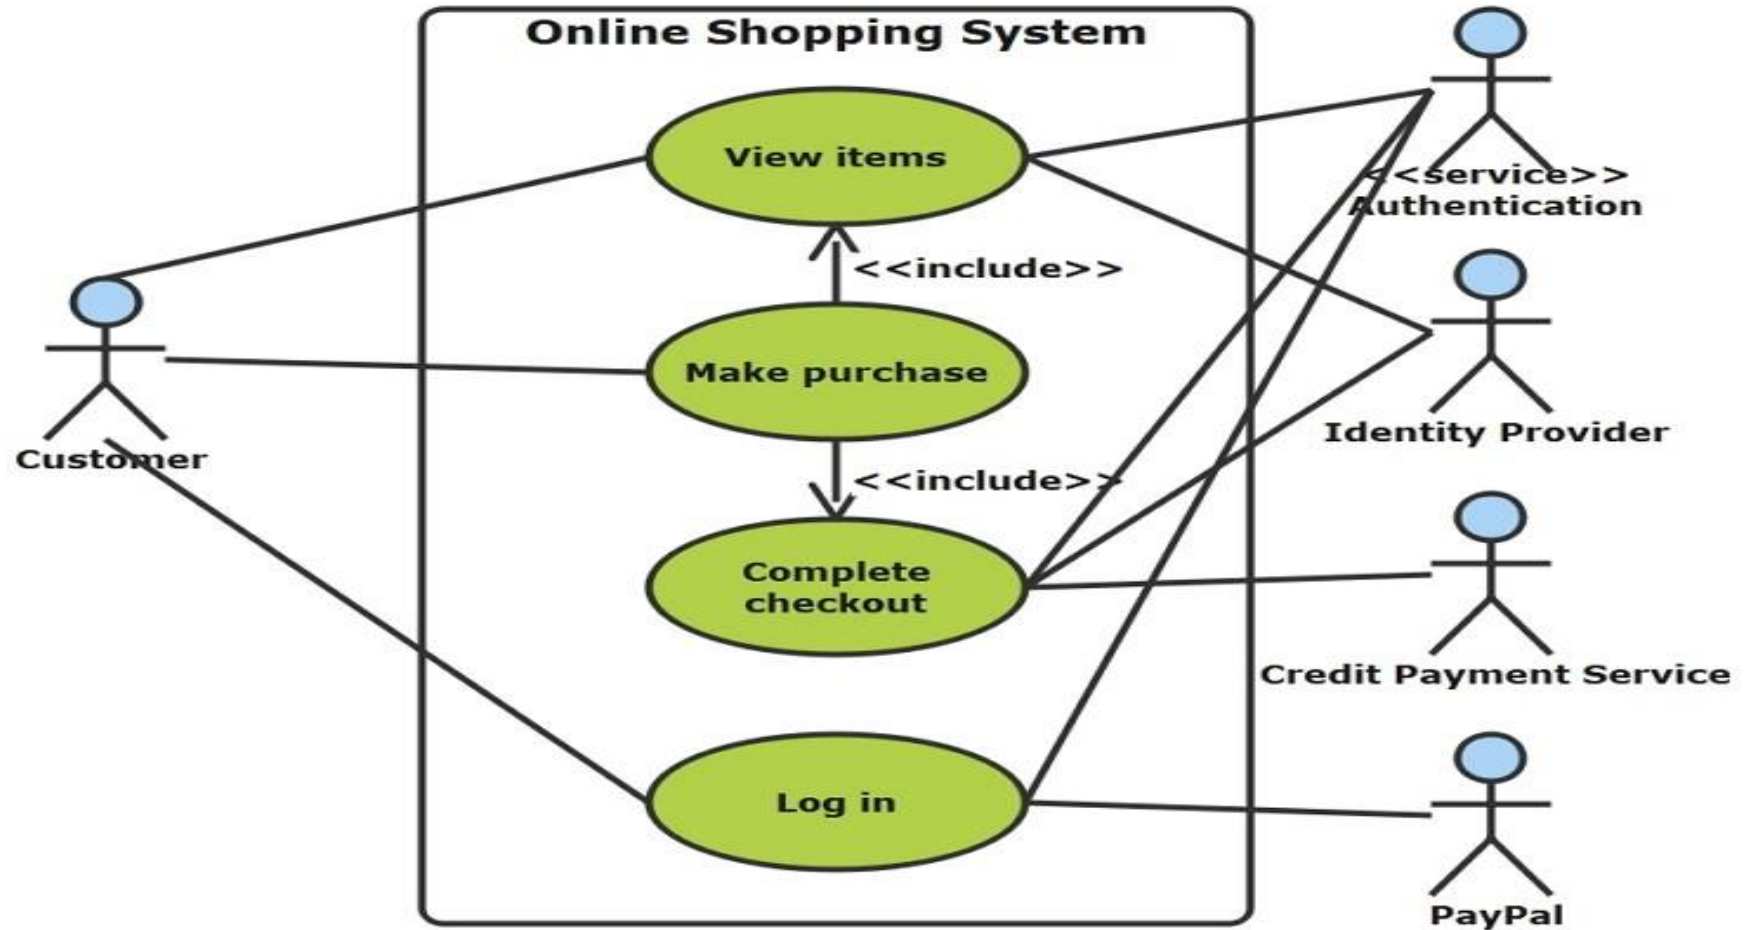 Online Shopping System
View items
<<service>>
Authentication
<<include>>
Make purchase
Identity Provider
Customer
<<include>>
Complete
checkout
Credit Payment Service
Log in
PayPal